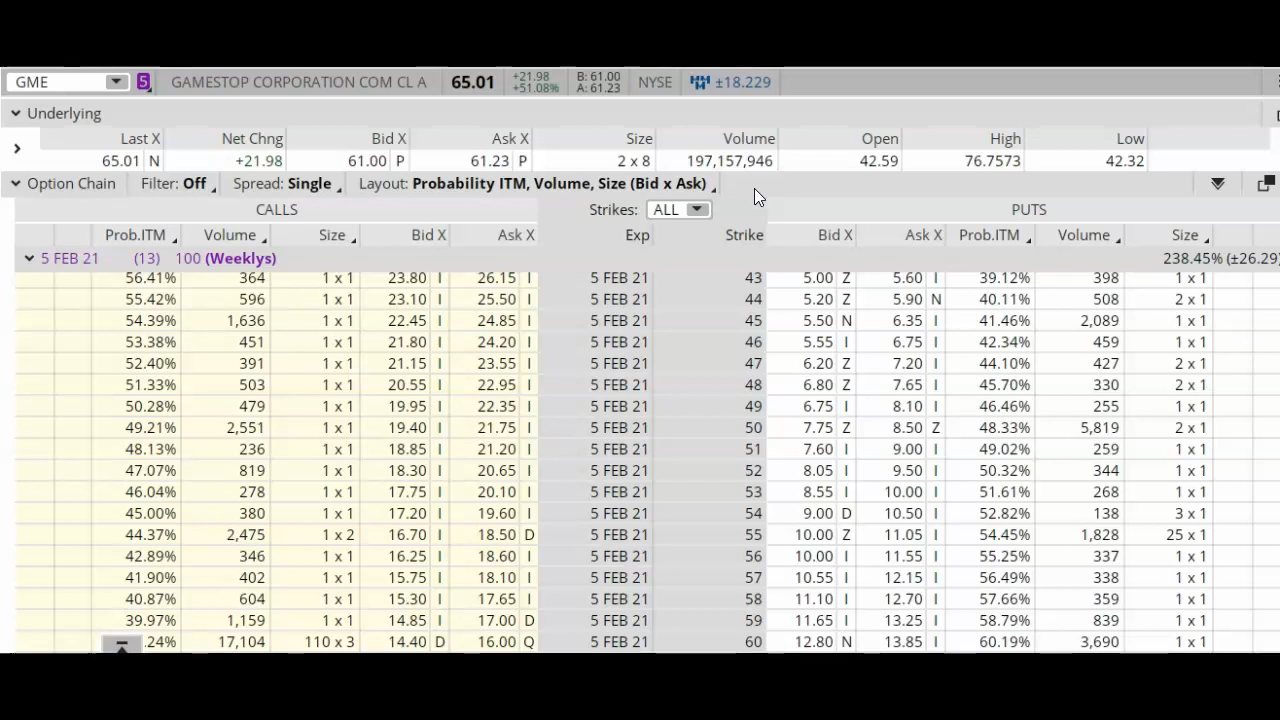 GME 5 GAMESTOP CORPORATION COM CL A 65.01 +21.98 +51.08% B: 61.00 A: 61.23 NYSE ±18.229
Underlying
Last X Net Chng Bid X Ask X Size Volume Open High Low
65.01 N +21.98 61.00 P 61.23 P 2 x 8 197,157,946 42.59 76.7573 42.32
Option Chain Filter: Off Spread: Single Layout: Probability ITM, Volume, Size (Bid x Ask)
CALLS Strikes: ALL PUTS
Prob.ITM Volume Size Bid X Ask X Exp Strike Bid X Ask X Prob.ITM Volume Size
5 FEB 21 (13) 100 (Weeklys) 238.45% (±26.29)
56.41% 364 1 x 1 23.80 I 26.15 I 5 FEB 21 43 5.00 Z 5.60 I 39.12% 398 1 x 1
55.42% 596 1 x 1 23.10 I 25.50 I 5 FEB 21 44 5.20 Z 5.90 N 40.11% 508 2 x 1
54.39% 1,636 1 x 1 22.45 I 24.85 I 5 FEB 21 45 5.50 N 6.35 I 41.46% 2,089 1 x 1
53.38% 451 1 x 1 21.80 I 24.20 I 5 FEB 21 46 5.55 I 6.75 I 42.34% 459 1 x 1
52.40% 391 1 x 1 21.15 I 23.55 I 5 FEB 21 47 6.20 Z 7.20 I 44.10% 427 2 x 1
51.33% 503 1 x 1 20.55 I 22.95 I 5 FEB 21 48 6.80 Z 7.65 I 45.70% 330 2 x 1
50.28% 479 1 x 1 19.95 I 22.35 I 5 FEB 21 49 6.75 I 8.10 I 46.46% 255 1 x 1
49.21% 2,551 1 x 1 19.40 I 21.75 I 5 FEB 21 50 7.75 Z 8.50 Z 48.33% 5,819 2 x 1
48.13% 236 1 x 1 18.85 I 21.20 I 5 FEB 21 51 7.60 I 9.00 I 49.02% 259 1 x 1
47.07% 819 1 x 1 18.30 I 20.65 I 5 FEB 21 52 8.05 I 9.50 I 50.32% 344 1 x 1
46.04% 278 1 x 1 17.75 I 20.10 I 5 FEB 21 53 8.55 I 10.00 I 51.61% 268 1 x 1
45.00% 380 1 x 1 17.20 I 19.60 I 5 FEB 21 54 9.00 D 10.50 I 52.82% 138 3 x 1
44.37% 2,475 1 x 2 16.70 I 18.50 D 5 FEB 21 55 10.00 Z 11.05 I 54.45% 1,828 25 x 1
42.89% 346 1 x 1 16.25 I 18.60 I 5 FEB 21 56 10.00 I 11.55 I 55.25% 337 1 x 1
41.90% 402 1 x 1 15.75 I 18.10 I 5 FEB 21 57 10.55 I 12.15 I 56.49% 338 1 x 1
40.87% 604 1 x 1 15.30 I 17.65 I 5 FEB 21 58 11.10 I 12.70 I 57.66% 359 1 x 1
39.97% 1,159 1 x 1 14.85 I 17.00 D 5 FEB 21 59 11.65 I 13.25 I 58.79% 839 1 x 1
.24% 17,104 110 x 3 14.40 D 16.00 Q 5 FEB 21 60 12.80 N 13.85 I 60.19% 3,690 1 x 1